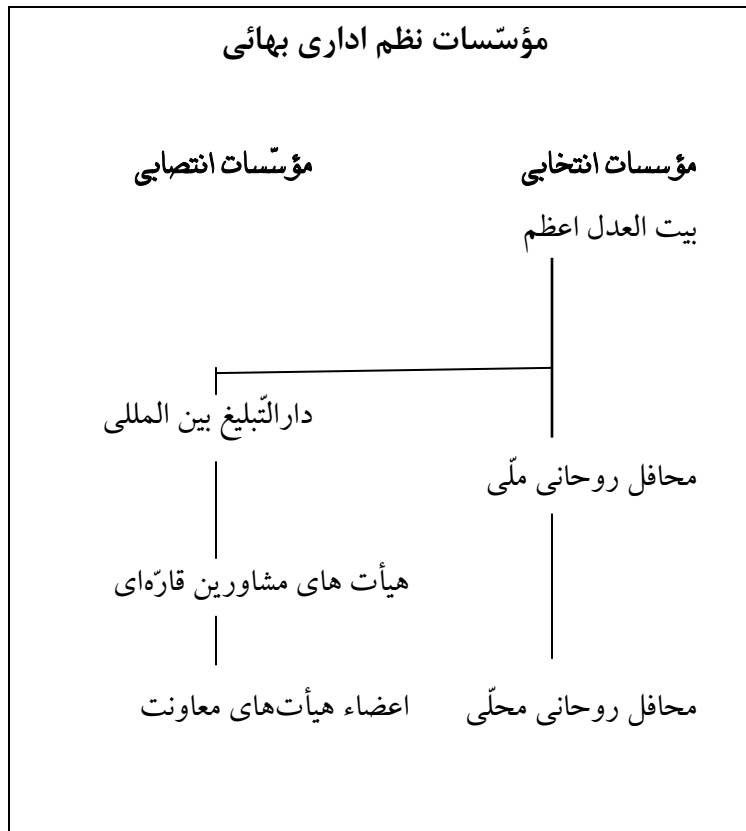 مؤسّسات نظم اداری بهائی
مؤسسات انتخابی مؤسّسات انتصابی
بیت العدل اعظم
دارالتّبلیغ بین المللی
محافل روحانی ملّی
هیأت های مشاورین قارّه‌ای
محافل روحانی محلّی اعضاء هیأت‌های معاونت